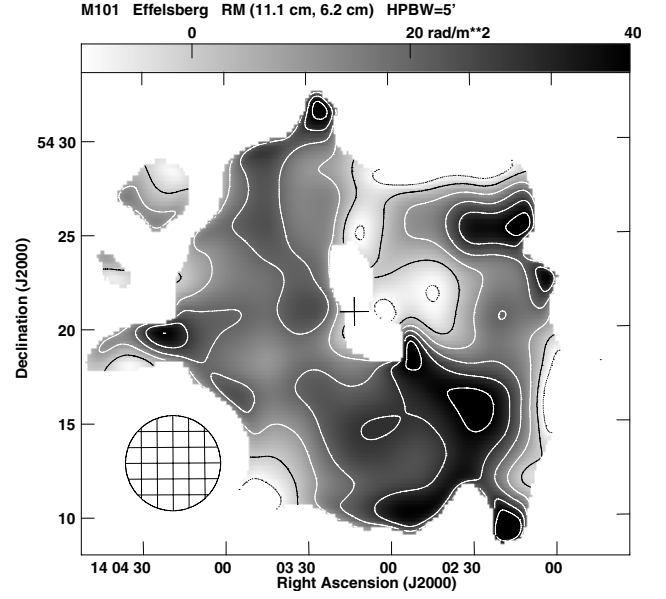 M101 Effelsberg RM (11.1 cm, 6.2 cm) HPBW=5'
0 20 rad/m**2 40
54 30
25
20
15
10
Declination (J2000)
14 04 30 00 03 30 00 02 30 00
Right Ascension (J2000)